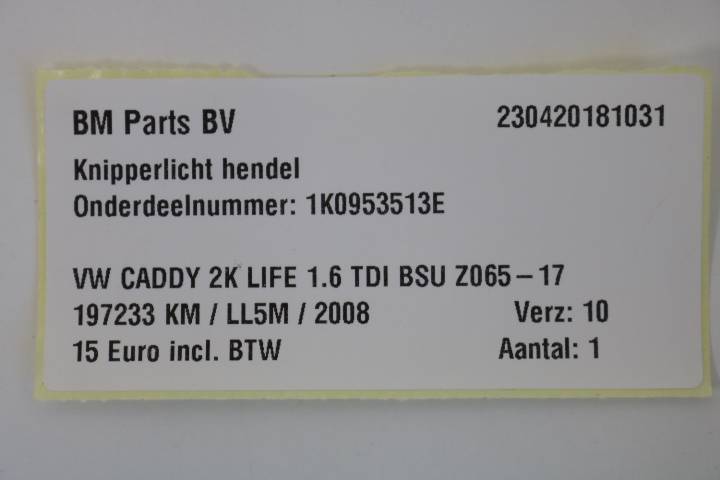 BM Parts BV 230420181031
Knipperlicht hendel
Onderdeelnummer: 1K0953513E
VW CADDY 2K LIFE 1.6 TDI BSU Z065-17
197233 KM / LL5M / 2008 Verz: 10
15 Euro incl. BTW Aantal: 1